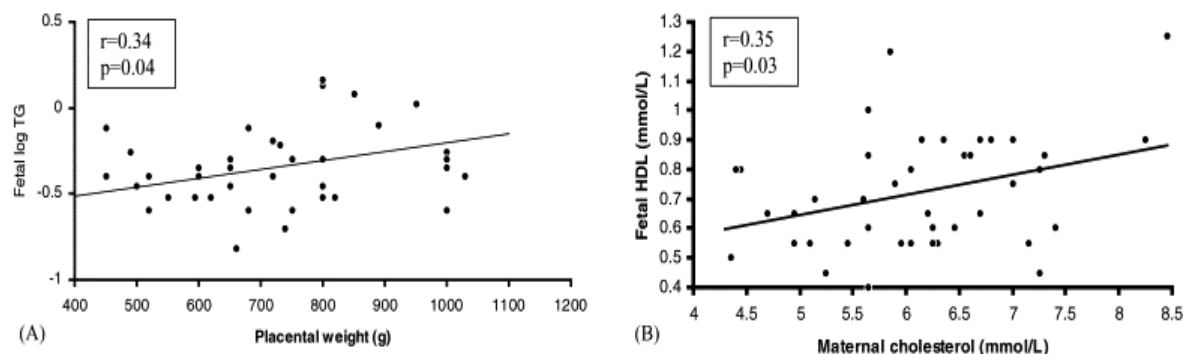 0.5
r=0.34
p=0.04
0
-0.5
-1
Fetal log TG
400 500 600 700 800 900 1000 1100 1200
(A) Placental weight (g)
1.3
1.2
1.1
1
0.9
0.8
0.7
0.6
0.5
0.4
r=0.35
p=0.03
Fetal HDL (mmol/L)
4 4.5 5 5.5 6 6.5 7 7.5 8 8.5
(B) Maternal cholesterol (mmol/L)